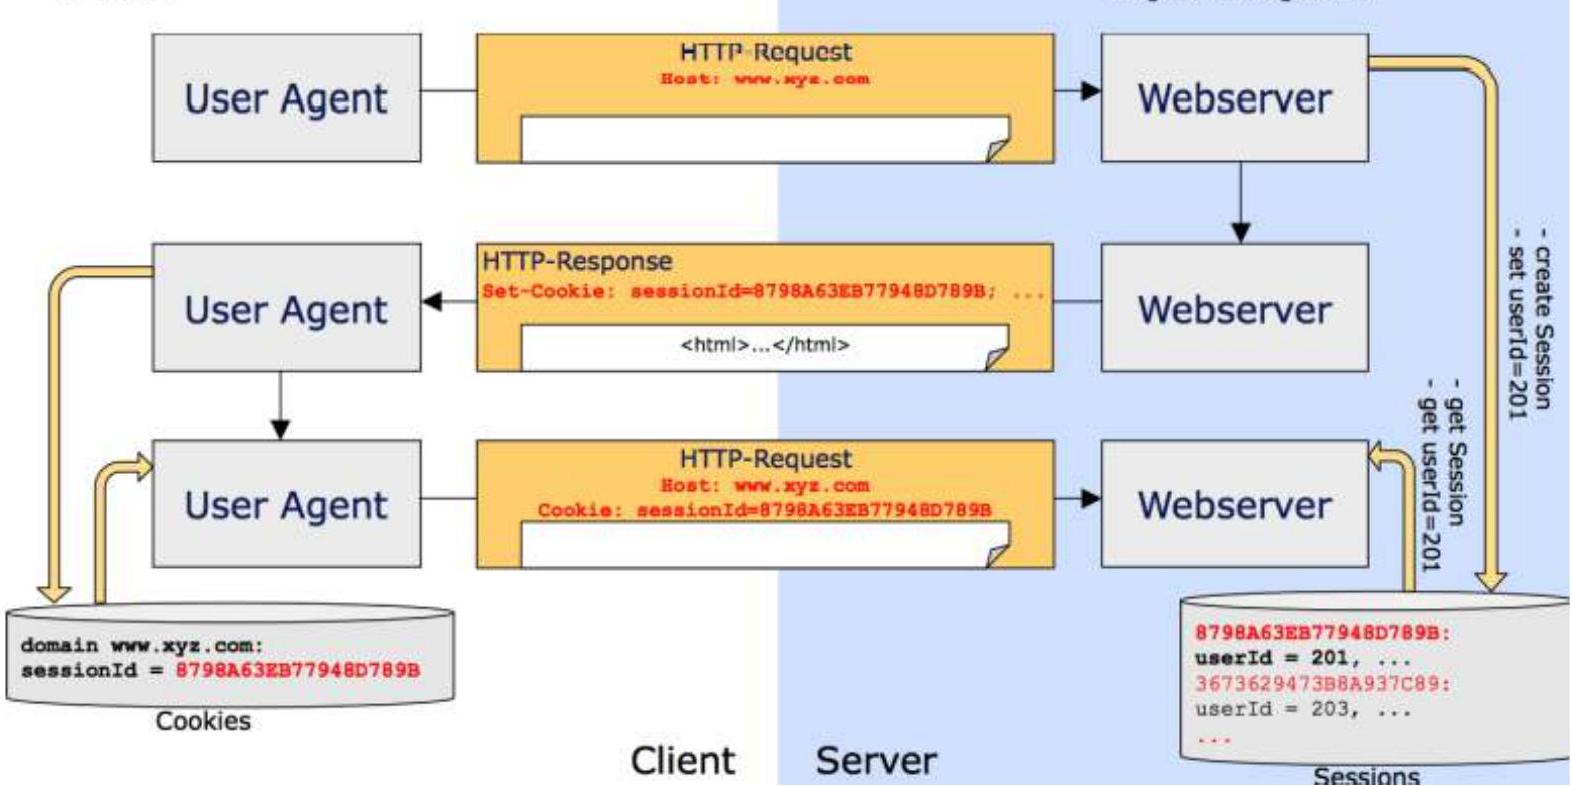 User Agent
HTTP-Request
Host: www.xyz.com
Webserver
User Agent
HTTP-Response
Set-Cookie: sessionId=8798A63EB77948D789B; ...
<html>...</html>
Webserver
- create Session
- set userId=201
User Agent
HTTP-Request
Host: www.xyz.com
Cookie: sessionId=8798A63EB77948D789B
Webserver
- get Session
- get userId=201
domain www.xyz.com:
sessionId = 8798A63EB77948D789B
Cookies
8798A63EB77948D789B:
userId = 201, ...
3673629473B8A937C89:
userId = 203, ...
...
Sessions
Client
Server